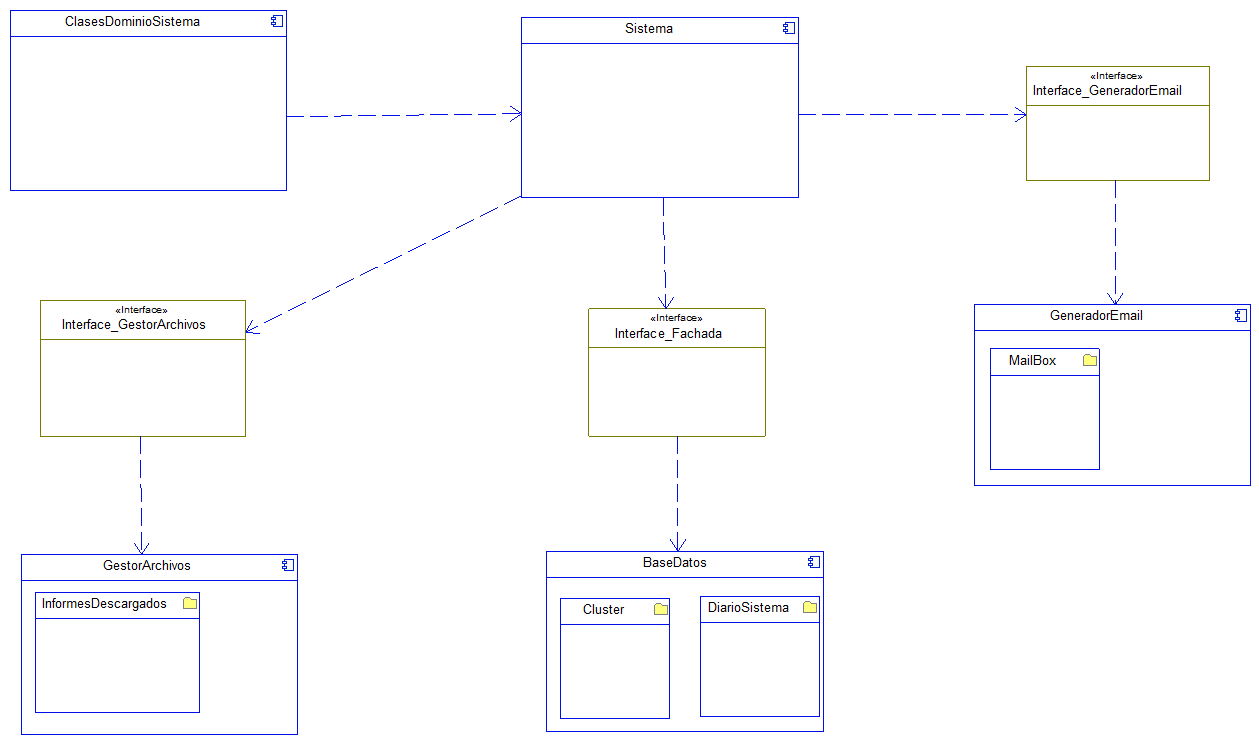 ClasesDominioSistema
Sistema
«Interface»
Interface_GeneradorEmail
«Interface»
Interface_GestorArchivos
«Interface»
Interface_Fachada
GeneradorEmail
MailBox
GestorArchivos
InformesDescargados
BaseDatos
Cluster
DiarioSistema